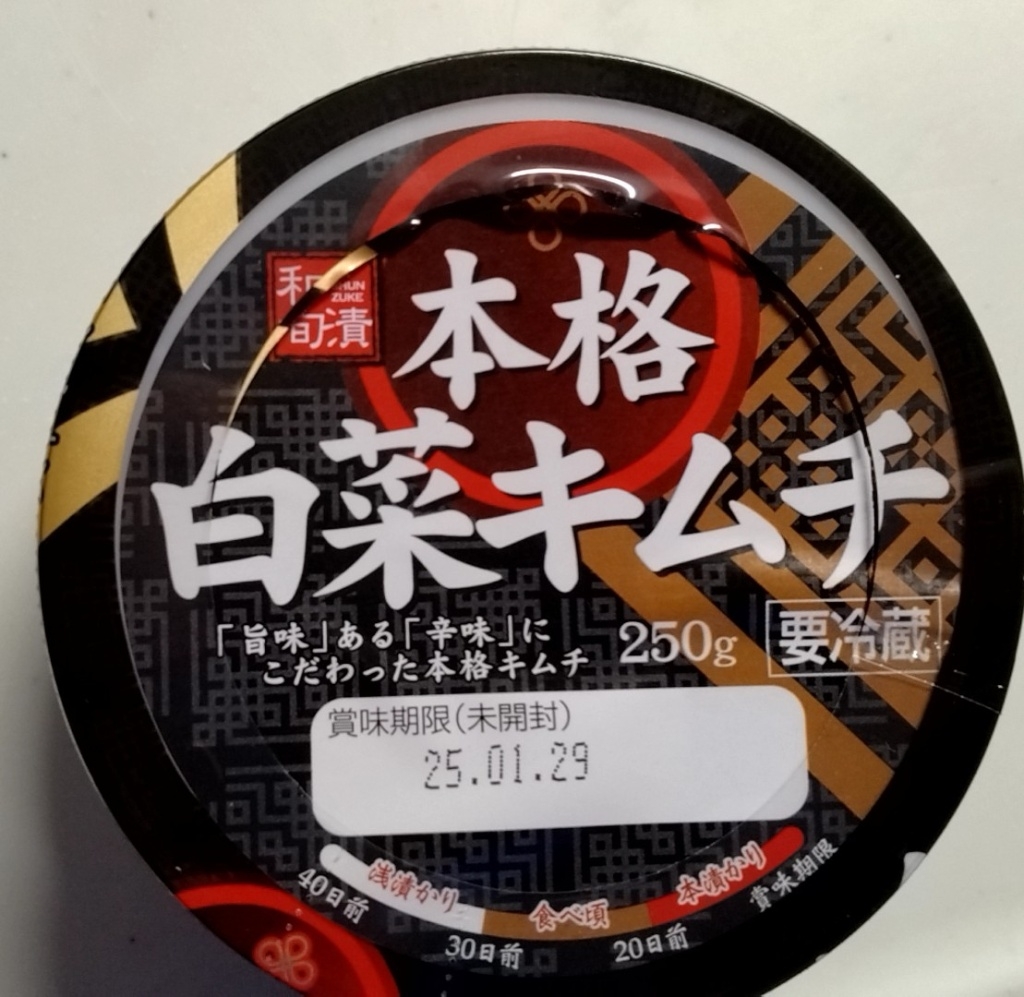 和
旬漬
SHUN
ZUKE
本格
白菜キムチ
「旨味」ある「辛味」に
こだわった本格キムチ
250g
要冷蔵
賞味期限(未開封)
25.01.29
浅漬かり
食べ頃
本漬かり
40日前
30日前
20日前
賞味期限